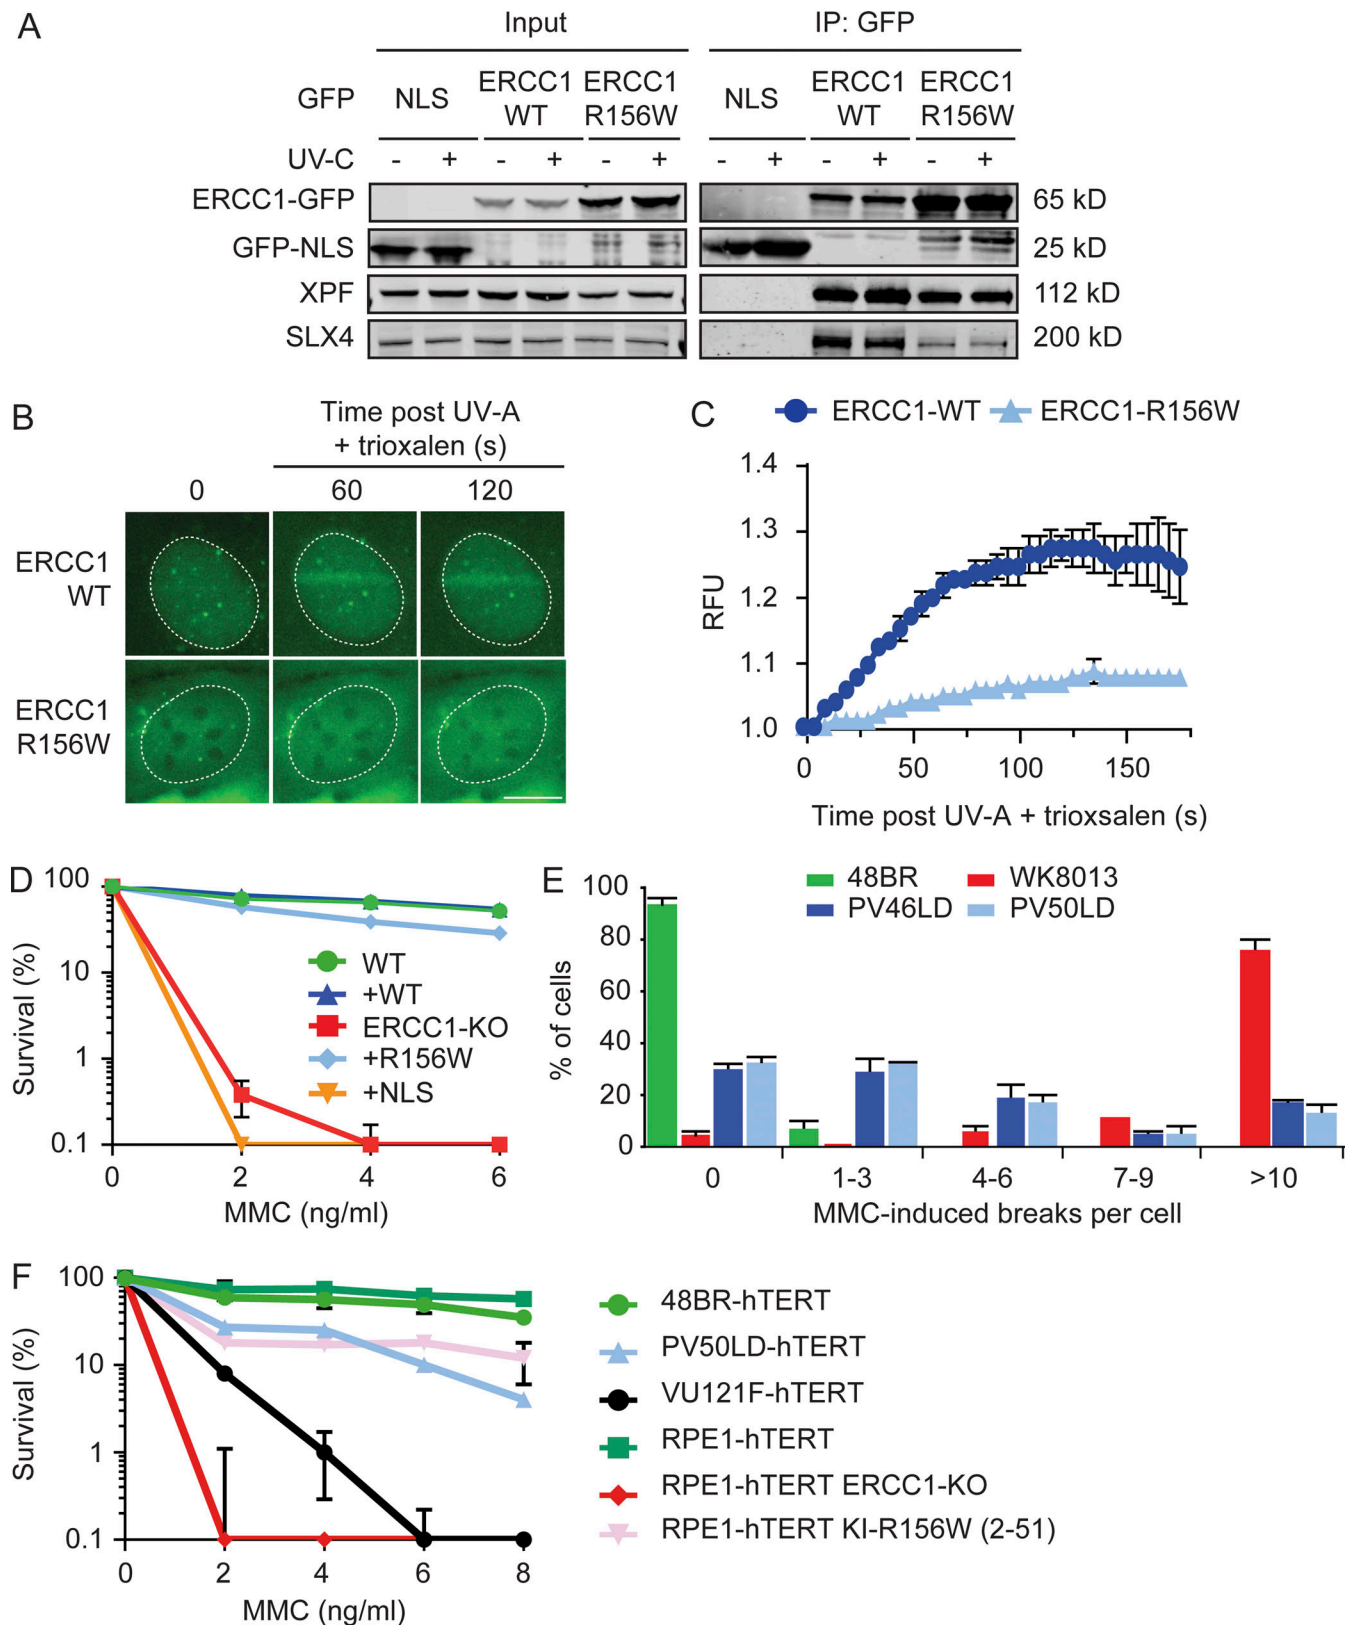 A
Input
IP: GFP
GFP
NLS
ERCC1 WT
ERCC1 R156W
NLS
ERCC1 WT
ERCC1 R156W
UV-C
- + - + - + - + - + - +
ERCC1-GFP
65 kD
GFP-NLS
25 kD
XPF
112 kD
SLX4
200 kD
B
Time post UV-A
+ trioxalen (s)
0
60
120
ERCC1
WT
ERCC1
R156W
C
ERCC1-WT
ERCC1-R156W
RFU
1.4
1.3
1.2
1.1
1.0
0
50
100
150
Time post UV-A + trioxsalen (s)
D
Survival (%)
100
10
1
0.1
0
2
4
6
MMC (ng/ml)
WT
+WT
ERCC1-KO
+R156W
+NLS
E
% of cells
100
80
60
40
20
0
48BR
WK8013
PV46LD
PV50LD
0
1-3
4-6
7-9
>10
MMC-induced breaks per cell
F
Survival (%)
100
10
1
0.1
0
2
4
6
8
MMC (ng/ml)
48BR-hTERT
PV50LD-hTERT
VU121F-hTERT
RPE1-hTERT
RPE1-hTERT ERCC1-KO
RPE1-hTERT KI-R156W (2-51)